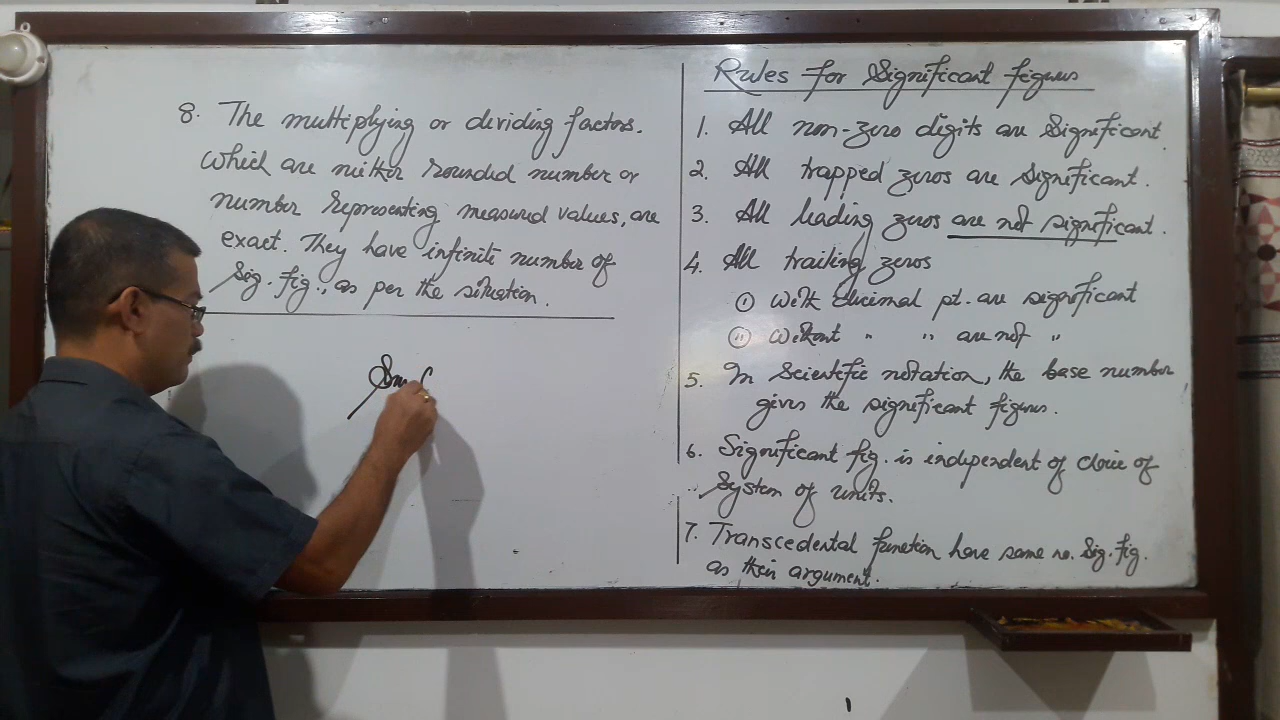 Rules for Significant figures
1. All non-zero digits are Significant.
2. All trapped zeros are significant.
3. All leading zeros are not significant.
4. All trailing zeros
(i) With decimal pt. are significant
(ii) Without " " are not "
5. In Scientific notation, the base number
gives the significant figures.
6. Significant fig. is independent of choice of
System of units.
7. Transcedental function have same no. Sig. fig.
as their argument.
8. The multiplying or dividing factors.
Which are niether rounded number or
number representing measured values, are
exact. They have infinite number of
Sig. fig., as per the situation.